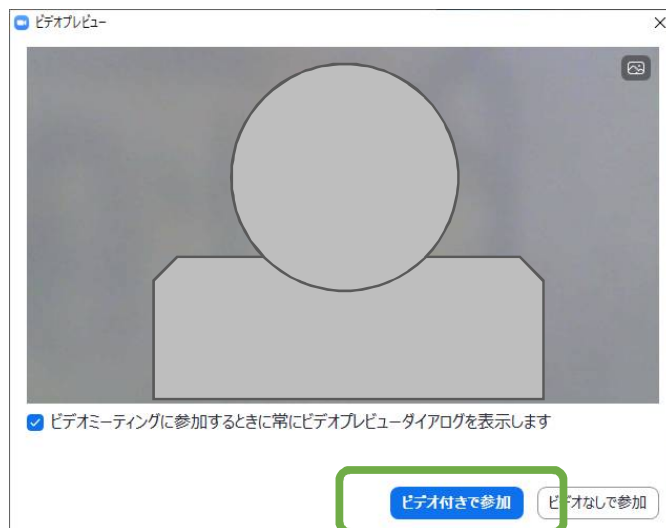 ビデオプレビュー
ビデオミーティングに参加するときに常にビデオプレビューダイアログを表示します
ビデオ付きで参加
ビデオなしで参加